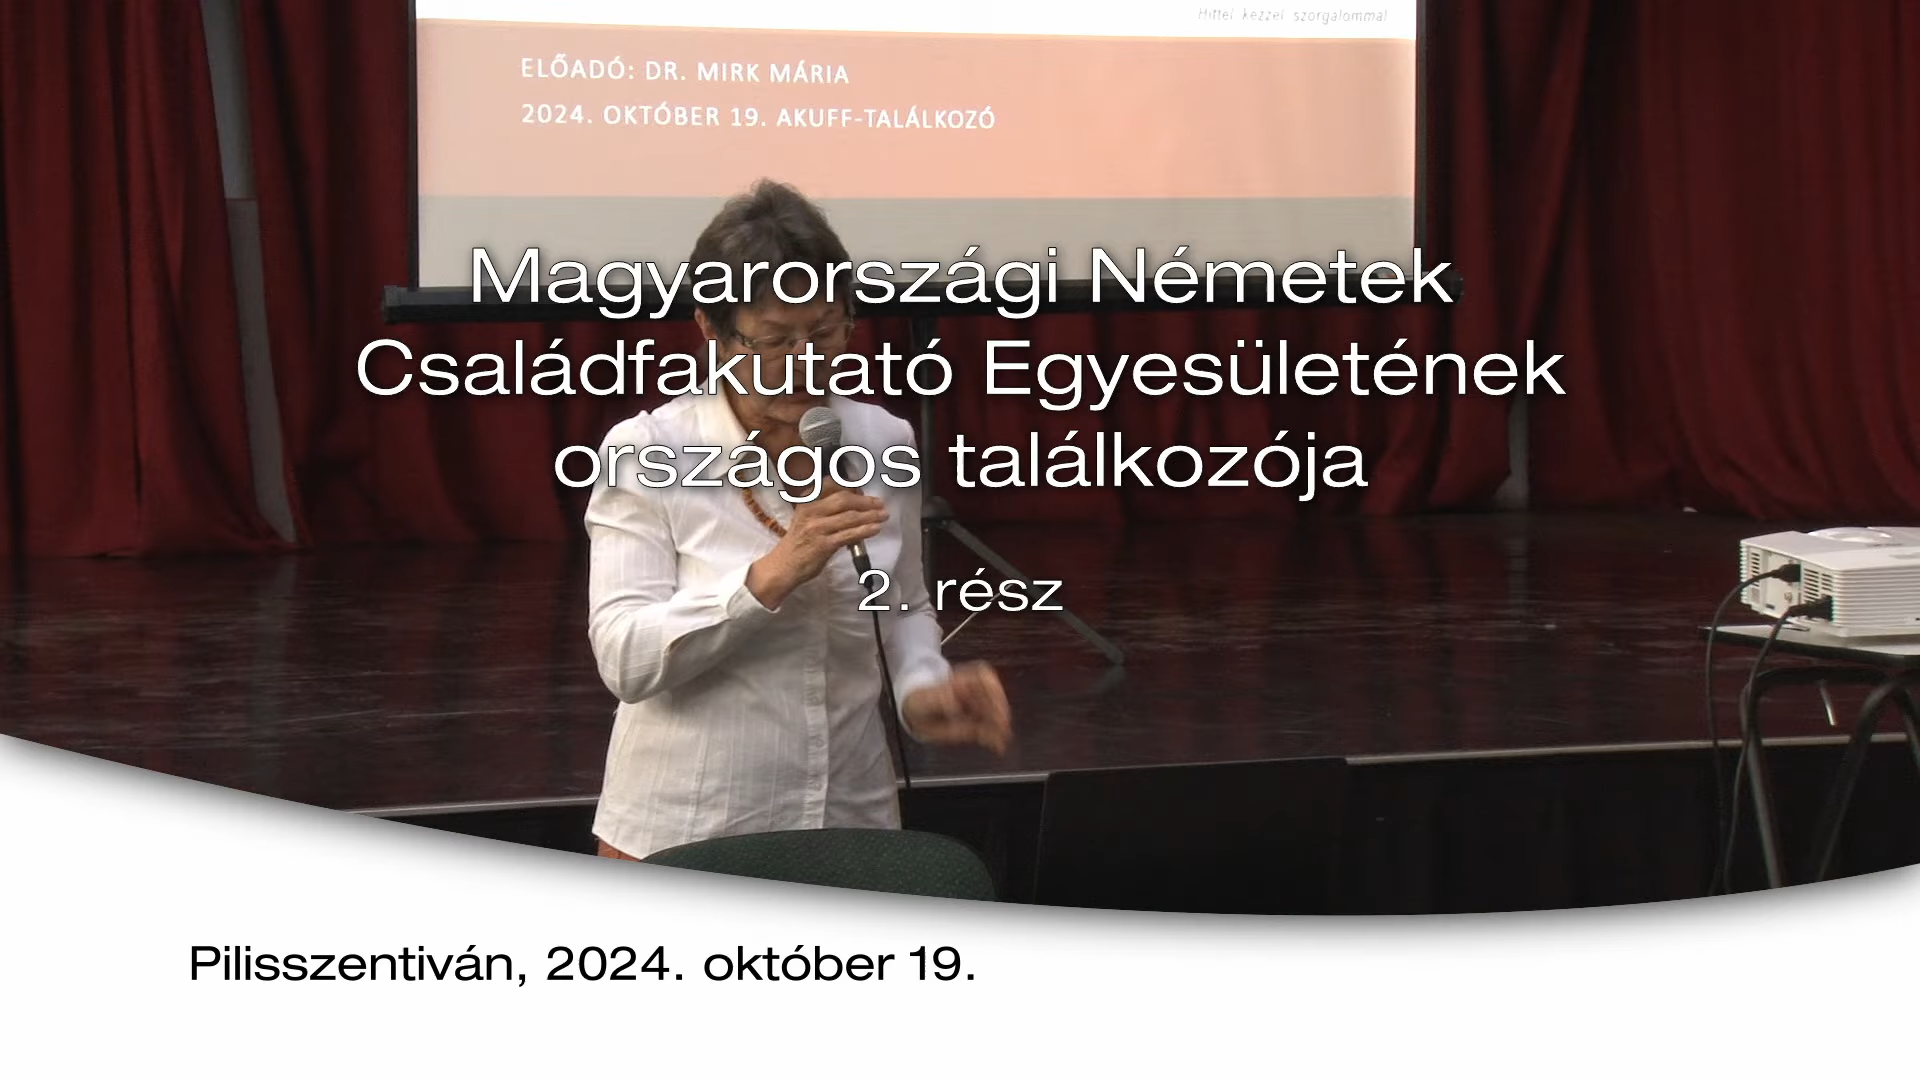 Hittel kézzel szorgalommal
ELŐADÓ: DR. MIRK MÁRIA
2024. OKTÓBER 19. AKUFF-TALÁLKOZÓ
Magyarországi Németek
Családfakutató Egyesületének
országos találkozója
2. rész
Pilisszentiván, 2024. október 19.